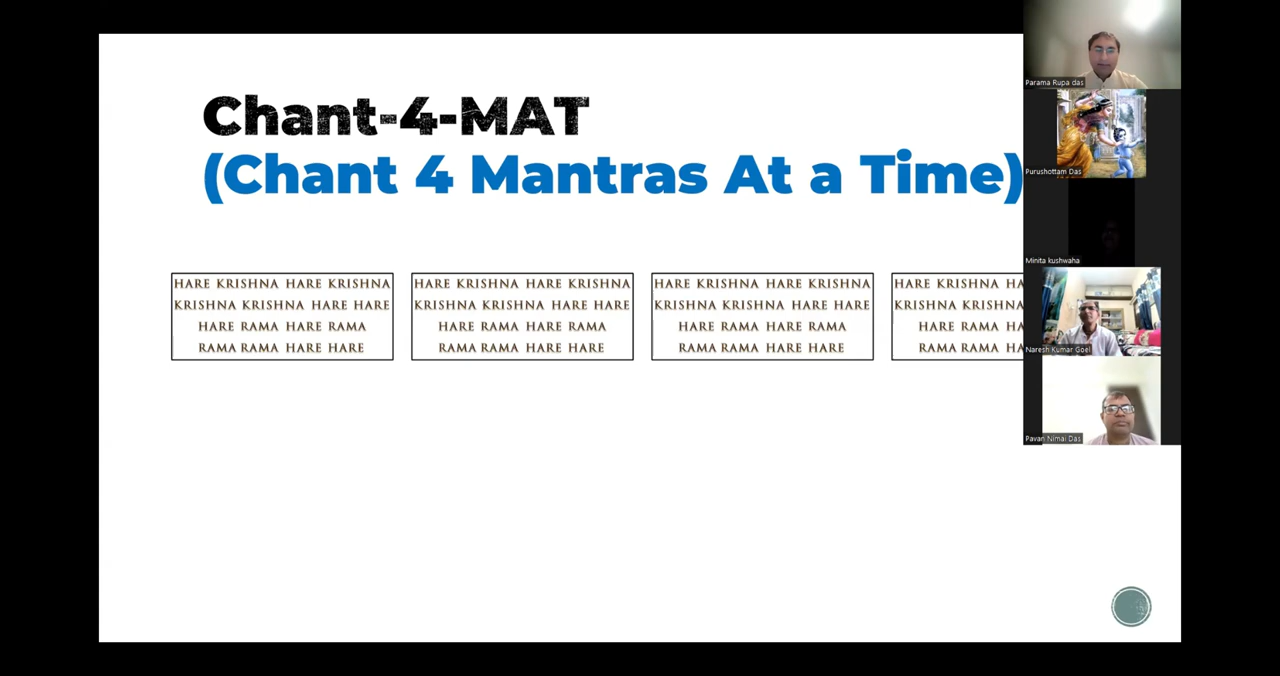 Chant-4-MAT
(Chant 4 Mantras At a Time)
HARE KRISHNA HARE KRISHNA
KRISHNA KRISHNA HARE HARE
HARE RAMA HARE RAMA
RAMA RAMA HARE HARE
HARE KRISHNA HARE KRISHNA
KRISHNA KRISHNA HARE HARE
HARE RAMA HARE RAMA
RAMA RAMA HARE HARE
HARE KRISHNA HARE KRISHNA
KRISHNA KRISHNA HARE HARE
HARE RAMA HARE RAMA
RAMA RAMA HARE HARE
HARE KRISHNA HA
KRISHNA KRISHNA
HARE RAMA HA
RAMA RAMA HA
Parama Rupa das
Purushottam Das
Minita kushwaha
Naresh Kumar Goel
Pavan Nimai Das